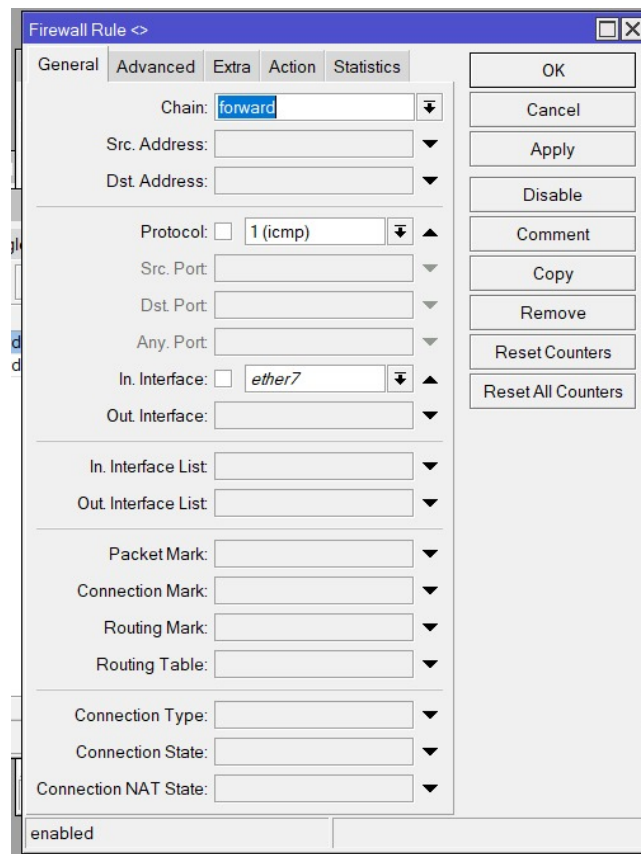 Firewall Rule <>
General Advanced Extra Action Statistics
Chain: forward
Src. Address:
Dst. Address:
Protocol: 1 (icmp)
Src. Port:
Dst. Port:
Any. Port:
In. Interface: ether7
Out. Interface:
In. Interface List:
Out. Interface List:
Packet Mark:
Connection Mark:
Routing Mark:
Routing Table:
Connection Type:
Connection State:
Connection NAT State:
OK
Cancel
Apply
Disable
Comment
Copy
Remove
Reset Counters
Reset All Counters
enabled